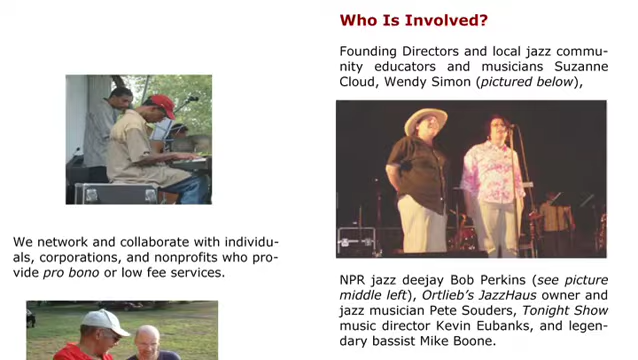 We network and collaborate with individu-
als, corporations, and nonprofits who pro-
vide pro bono or low fee services.
Who Is Involved?
Founding Directors and local jazz commu-
nity educators and musicians Suzanne
Cloud, Wendy Simon (pictured below),
NPR jazz deejay Bob Perkins (see picture
middle left), Ortlieb's JazzHaus owner and
jazz musician Pete Souders, Tonight Show
music director Kevin Eubanks, and legen-
dary bassist Mike Boone.